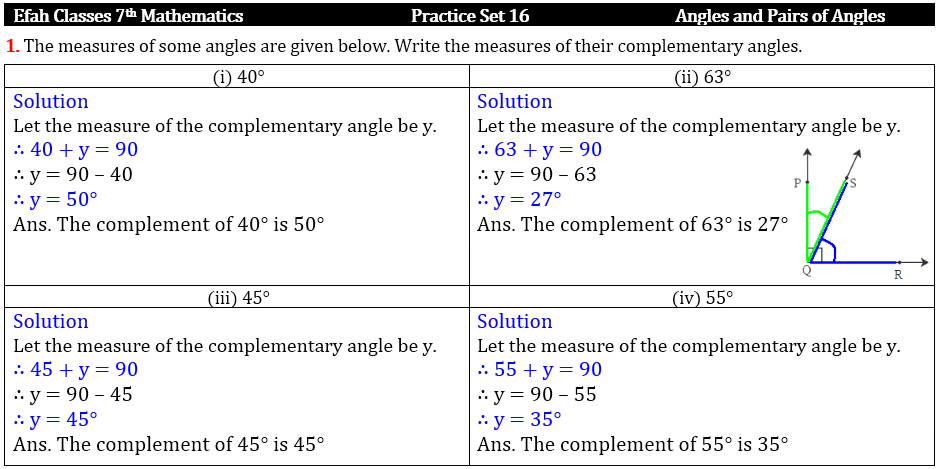 Efah Classes 7th Mathematics Practice Set 16 Angles and Pairs of Angles
1. The measures of some angles are given below. Write the measures of their complementary angles.
(i) 40°
Solution
Let the measure of the complementary angle be y.
∴ 40 + y = 90
∴ y = 90 – 40
∴ y = 50°
Ans. The complement of 40° is 50°
(ii) 63°
Solution
Let the measure of the complementary angle be y.
∴ 63 + y = 90
∴ y = 90 – 63
∴ y = 27°
Ans. The complement of 63° is 27°
P
S
Q
R
(iii) 45°
Solution
Let the measure of the complementary angle be y.
∴ 45 + y = 90
∴ y = 90 – 45
∴ y = 45°
Ans. The complement of 45° is 45°
(iv) 55°
Solution
Let the measure of the complementary angle be y.
∴ 55 + y = 90
∴ y = 90 – 55
∴ y = 35°
Ans. The complement of 55° is 35°